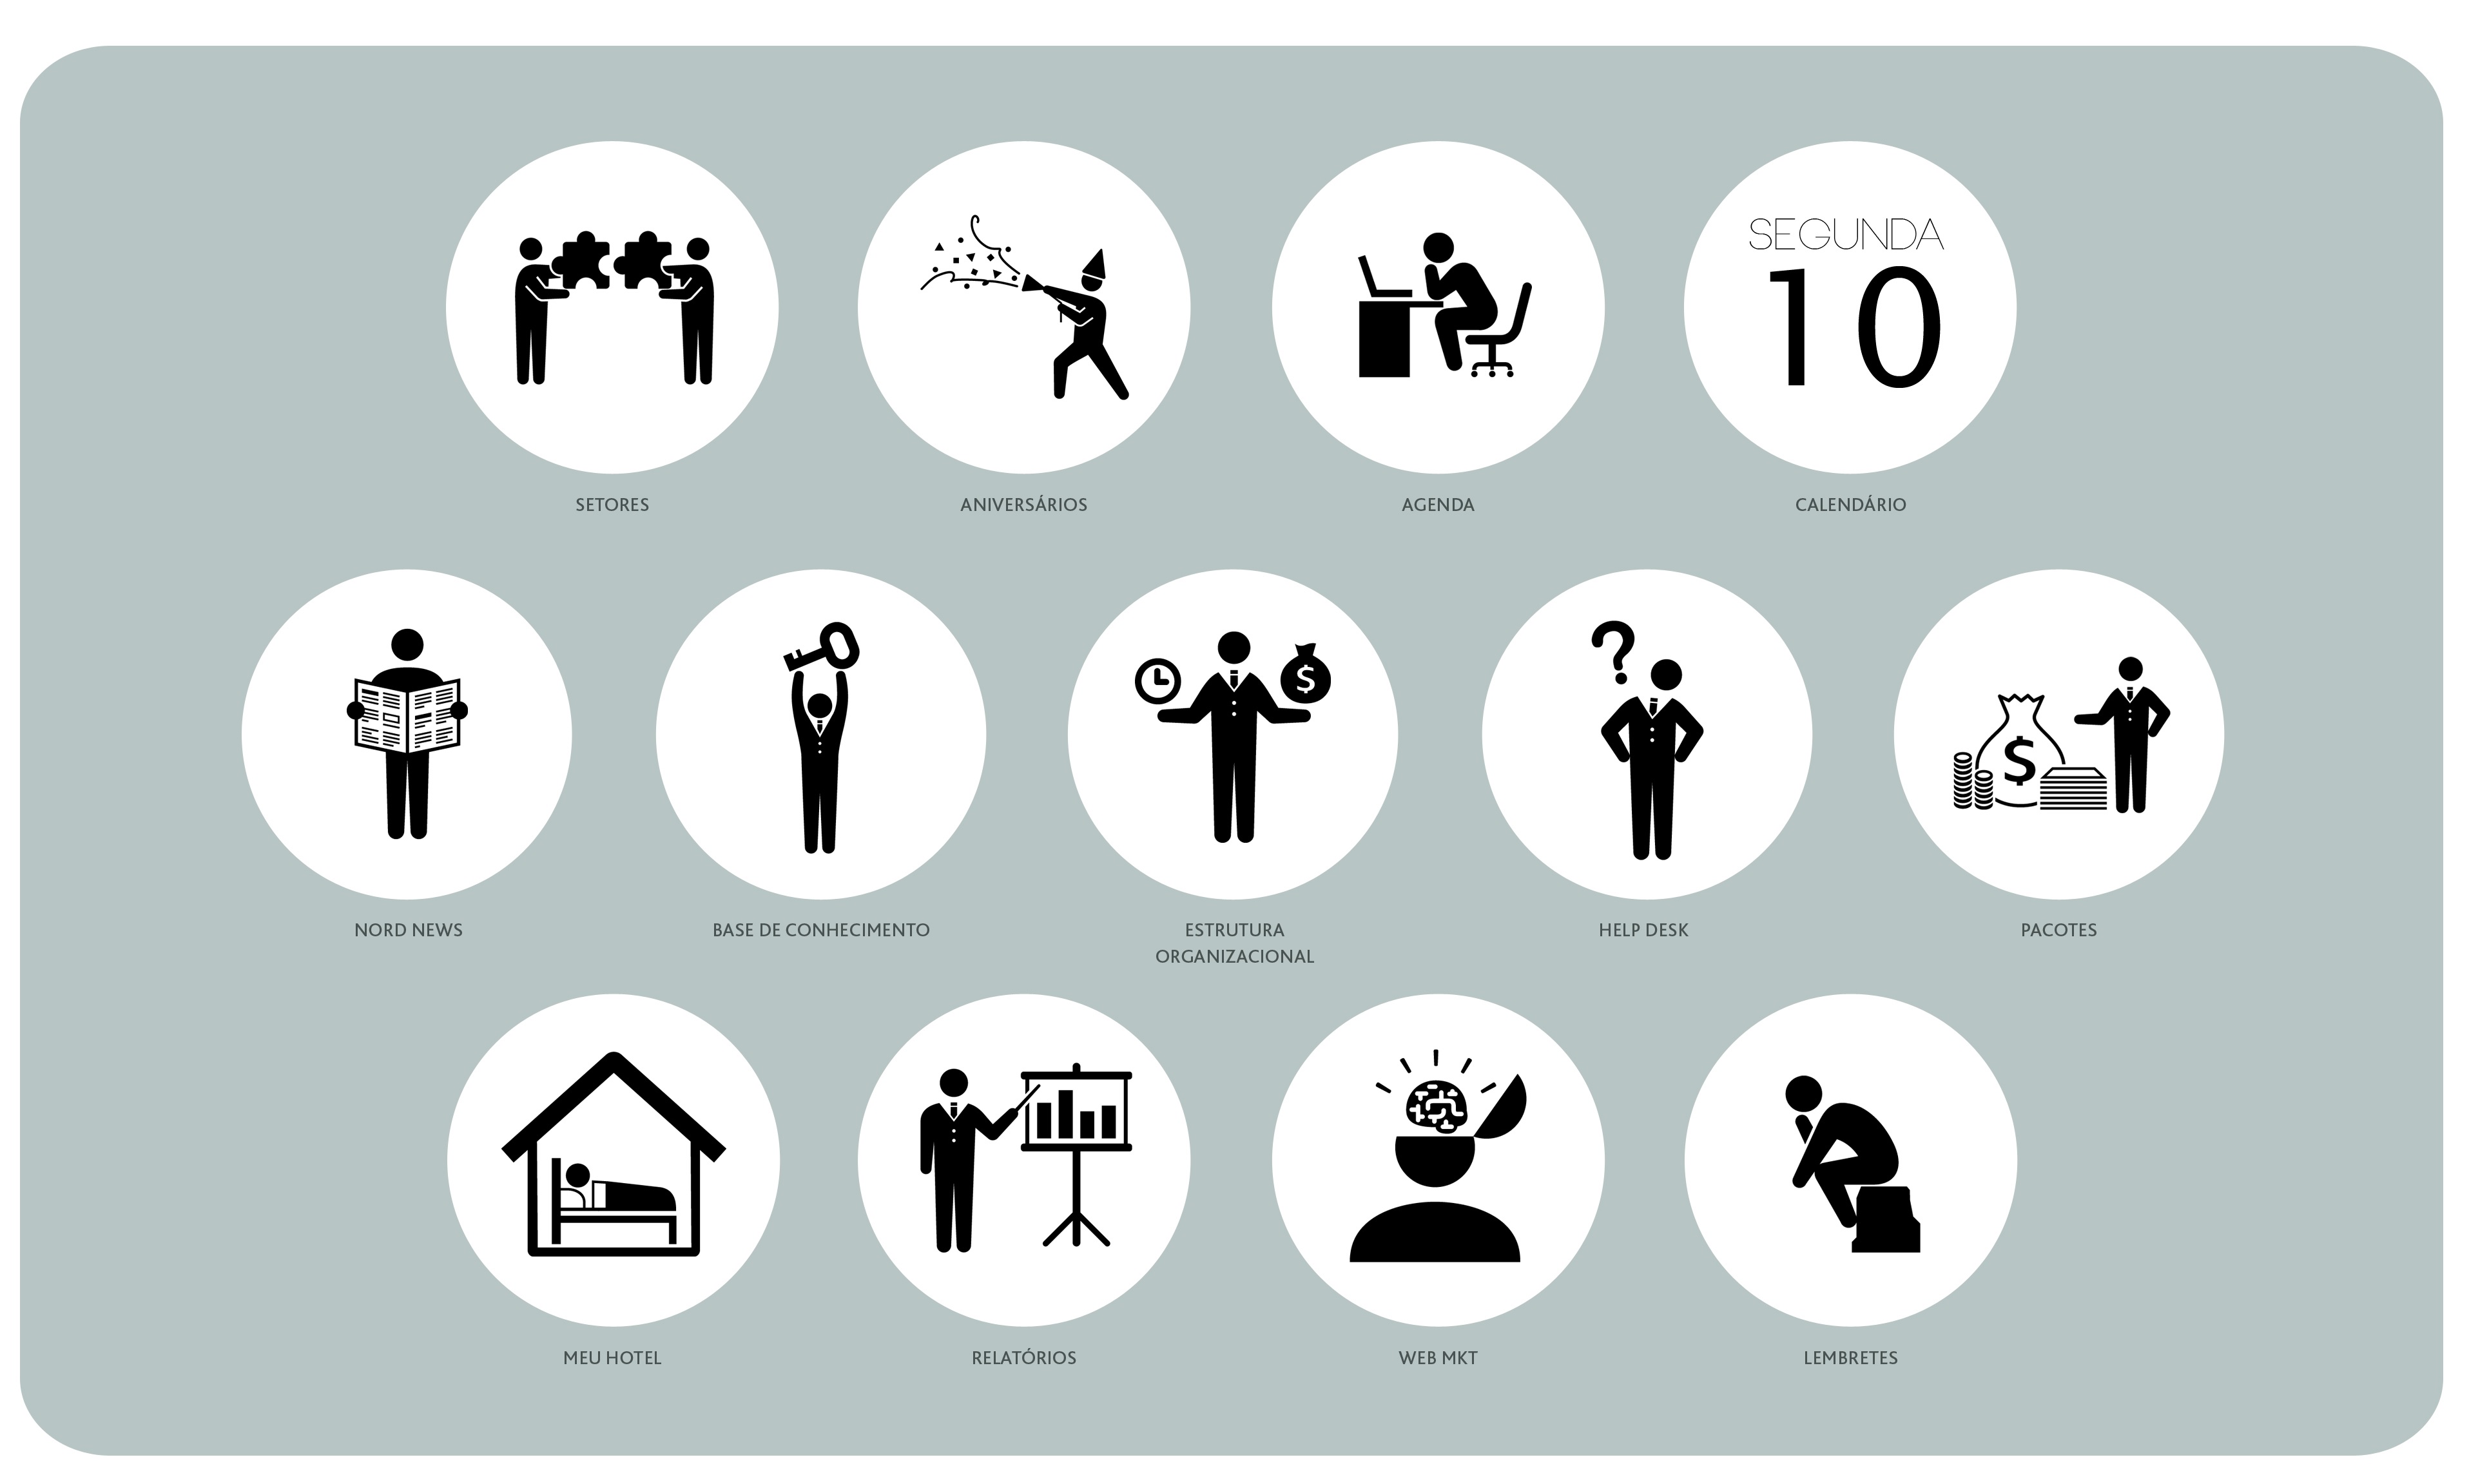 SEGUNDA
10
SETORES
ANIVERSÁRIOS
AGENDA
CALENDÁRIO
$
$
?
NORD NEWS
BASE DE CONHECIMENTO
ESTRUTURA
ORGANIZACIONAL
HELP DESK
PACOTES
MEU HOTEL
RELATÓRIOS
WEB MKT
LEMBRETES